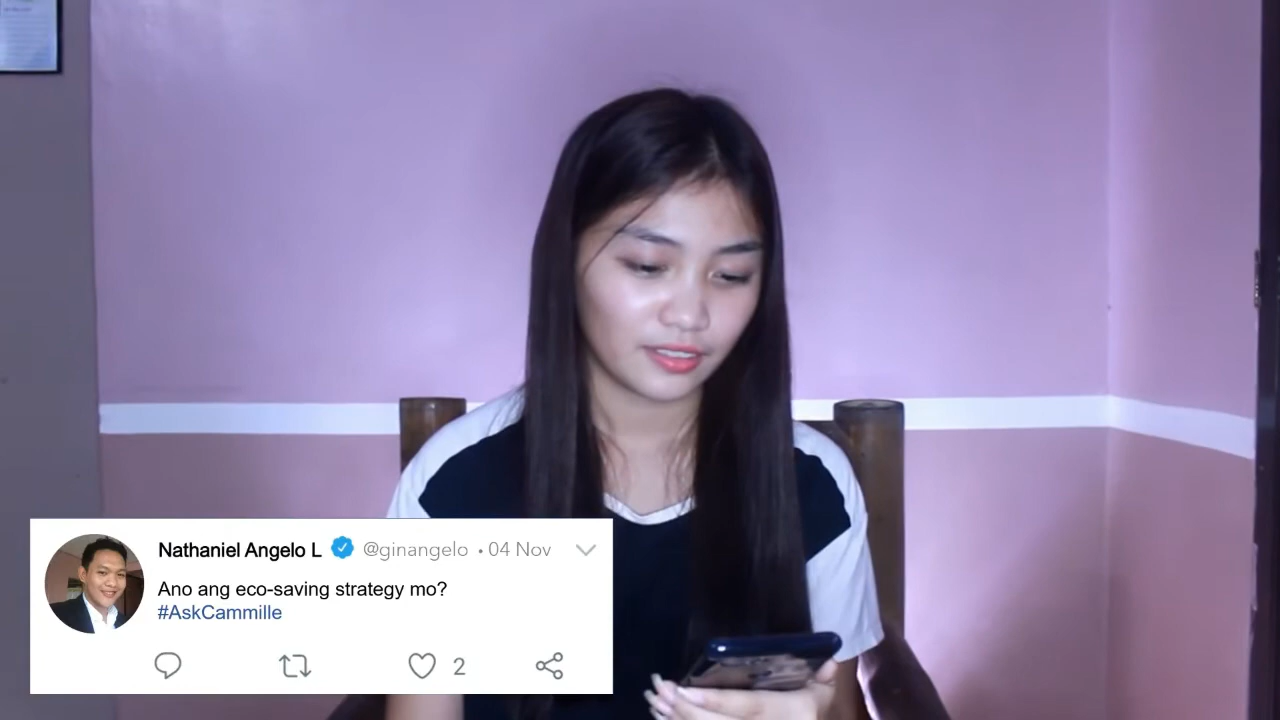 Nathaniel Angelo L @ginangelo • 04 Nov
Ano ang eco-saving strategy mo?
#AskCammille
2